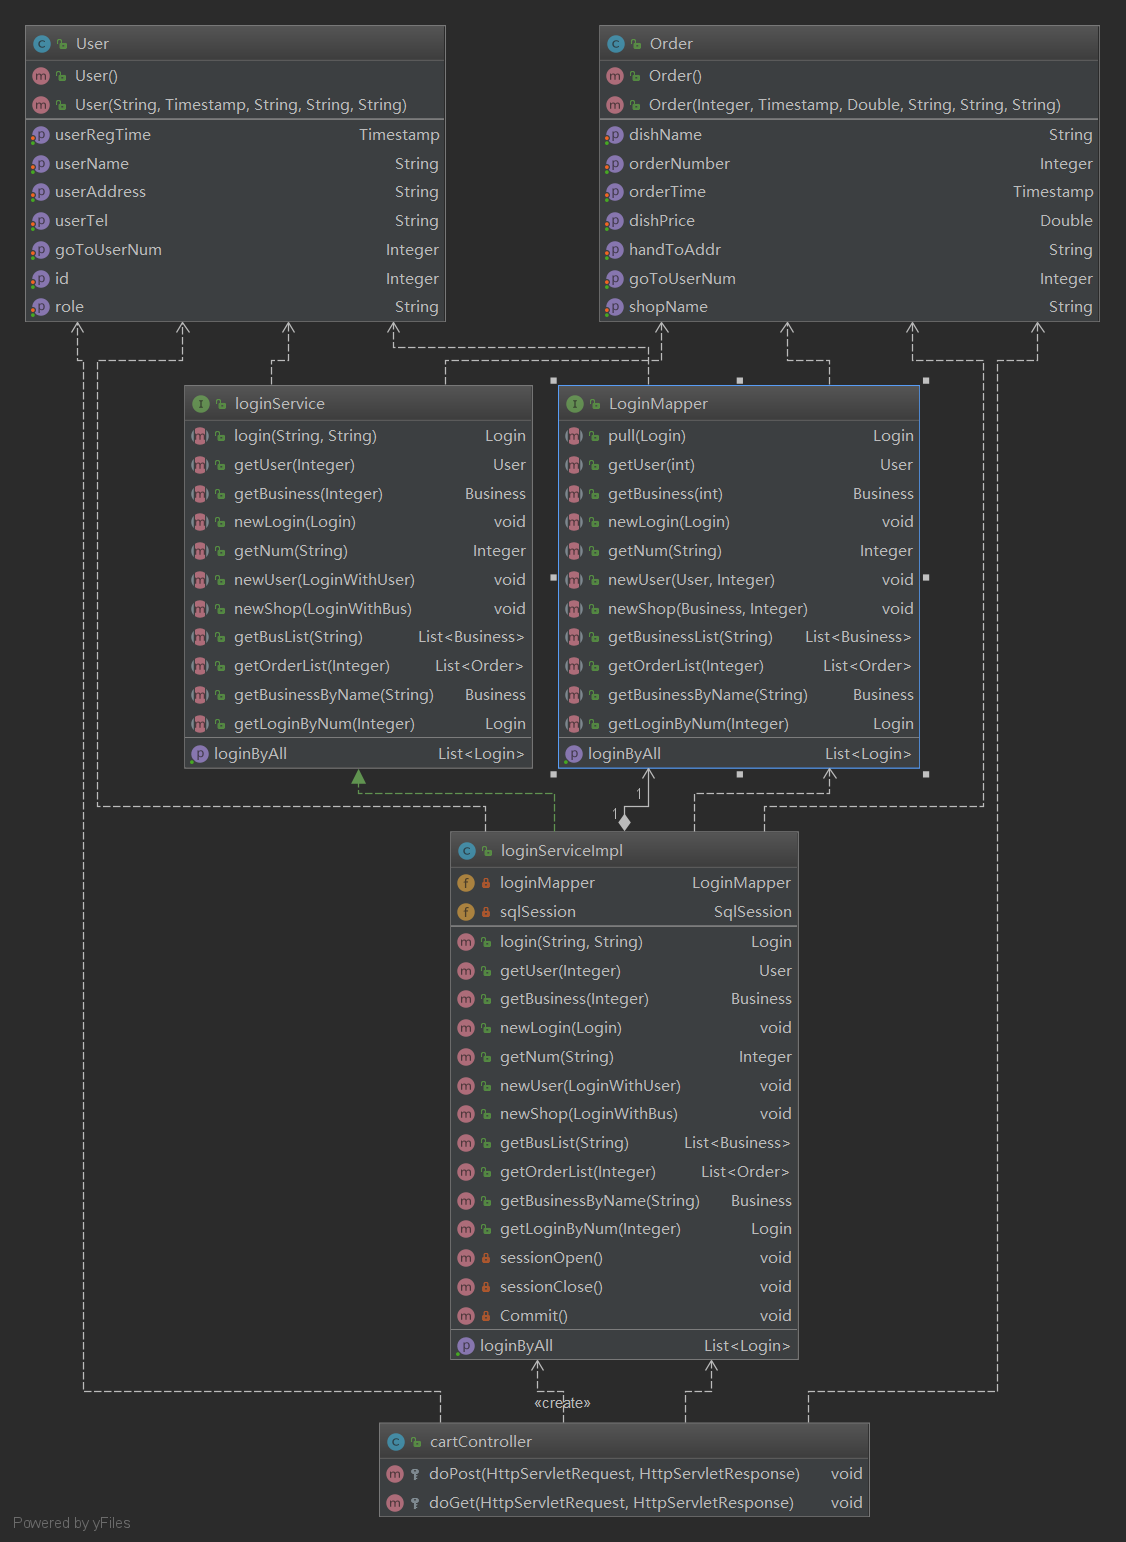 User
User()
User(String, Timestamp, String, String, String)
userRegTime Timestamp
userName String
userAddress String
userTel String
goToUserNum Integer
id Integer
role String
Order
Order()
Order(Integer, Timestamp, Double, String, String, String)
dishName String
orderNumber Integer
orderTime Timestamp
dishPrice Double
handToAddr String
goToUserNum Integer
shopName String
loginService
login(String, String) Login
getUser(Integer) User
getBusiness(Integer) Business
newLogin(Login) void
getNum(String) Integer
newUser(LoginWithUser) void
newShop(LoginWithBus) void
getBusList(String) List<Business>
getOrderList(Integer) List<Order>
getBusinessByName(String) Business
getLoginByNum(Integer) Login
loginByAll List<Login>
LoginMapper
pull(Login) Login
getUser(int) User
getBusiness(int) Business
newLogin(Login) void
getNum(String) Integer
newUser(User, Integer) void
newShop(Business, Integer) void
getBusinessList(String) List<Business>
getOrderList(Integer) List<Order>
getBusinessByName(String) Business
getLoginByNum(Integer) Login
loginByAll List<Login>
1
1
loginServiceImpl
loginMapper LoginMapper
sqlSession SqlSession
login(String, String) Login
getUser(Integer) User
getBusiness(Integer) Business
newLogin(Login) void
getNum(String) Integer
newUser(LoginWithUser) void
newShop(LoginWithBus) void
getBusList(String) List<Business>
getOrderList(Integer) List<Order>
getBusinessByName(String) Business
getLoginByNum(Integer) Login
sessionOpen() void
sessionClose() void
Commit() void
loginByAll List<Login>
«create»
cartController
doPost(HttpServletRequest, HttpServletResponse) void
doGet(HttpServletRequest, HttpServletResponse) void
Powered by yFiles